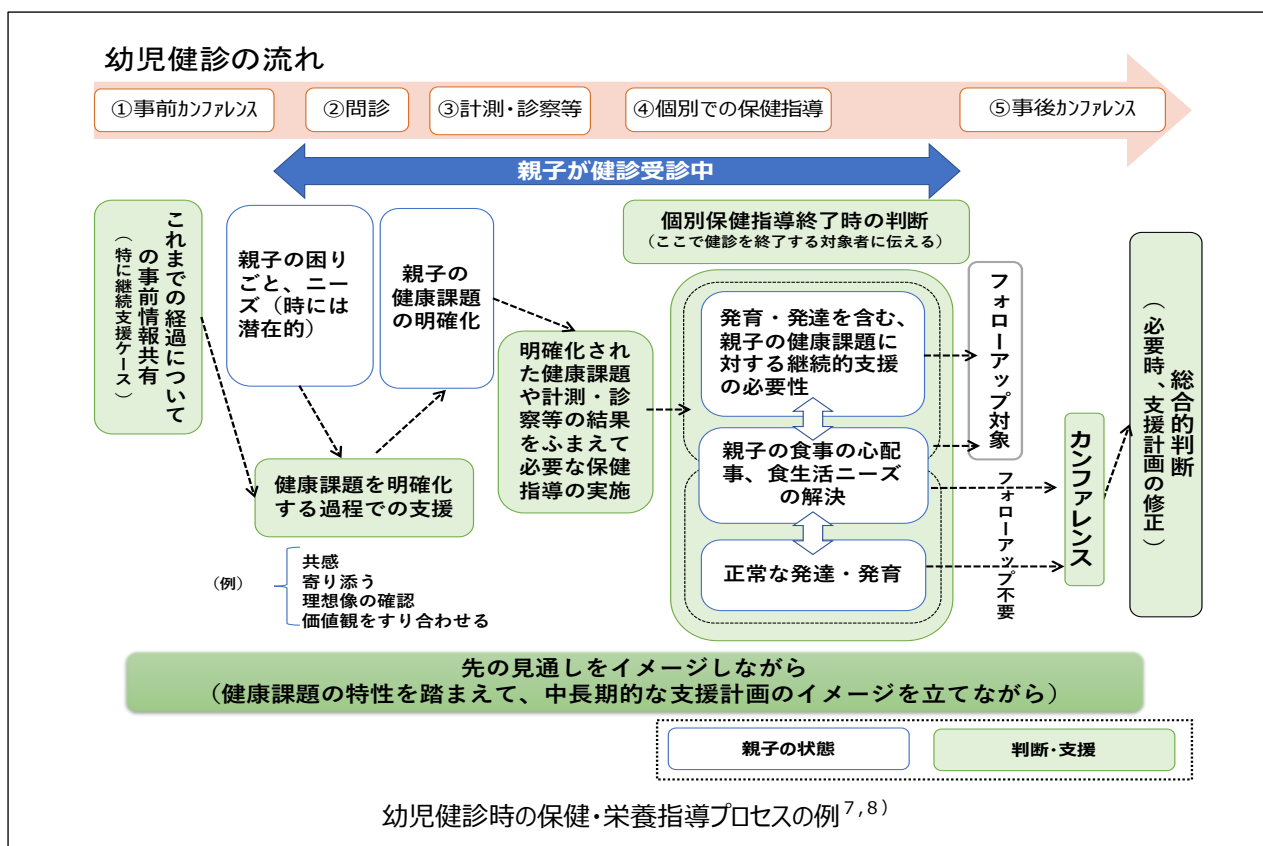 幼児健診の流れ
①事前カンファレンス
②問診
③計測・診察等
④個別での保健指導
⑤事後カンファレンス
親子が健診受診中
これまでの経過について
の事前情報共有
（特に継続支援ケース）
親子の困り
ごと、ニー
ズ（時には
潜在的）
親子の
健康課題
の明確化
健康課題を明確化
する過程での支援
（例）
共感
寄り添う
理想像の確認
価値観をすり合わせる
明確化され
た健康課題
や計測・診
察等の結果
をふまえて
必要な保健
指導の実施
個別保健指導終了時の判断
（ここで健診を終了する対象者に伝える）
発育・発達を含む、
親子の健康課題に
対する継続的支援
の必要性
親子の食事の心配
事、食生活ニーズ
の解決
正常な発達・発育
フォローアップ対象
フォローアップ不要
カンファレンス
総合的判断
（必要時、支援計画の修正）
先の見通しをイメージしながら
（健康課題の特性を踏まえて、中長期的な支援計画のイメージを立てながら）
親子の状態
判断・支援
幼児健診時の保健・栄養指導プロセスの例7,8)